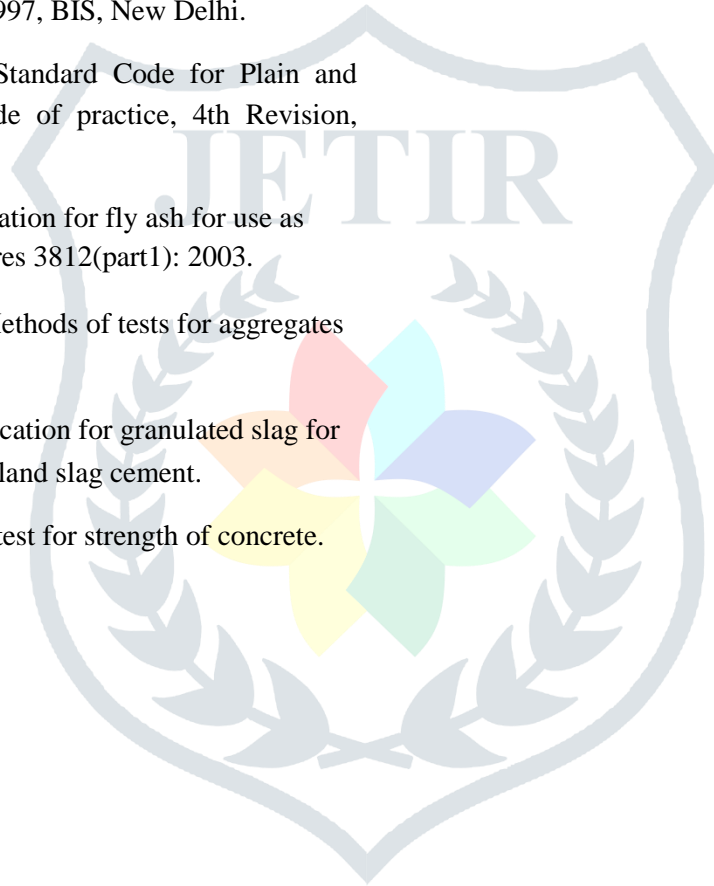 997, BIS, New Delhi.
Standard Code for Plain and
de of practice, 4th Revision,
JETIR
ation for fly ash for use as
res 3812(part1): 2003.
Methods of tests for aggregates
cation for granulated slag for
land slag cement.
test for strength of concrete.